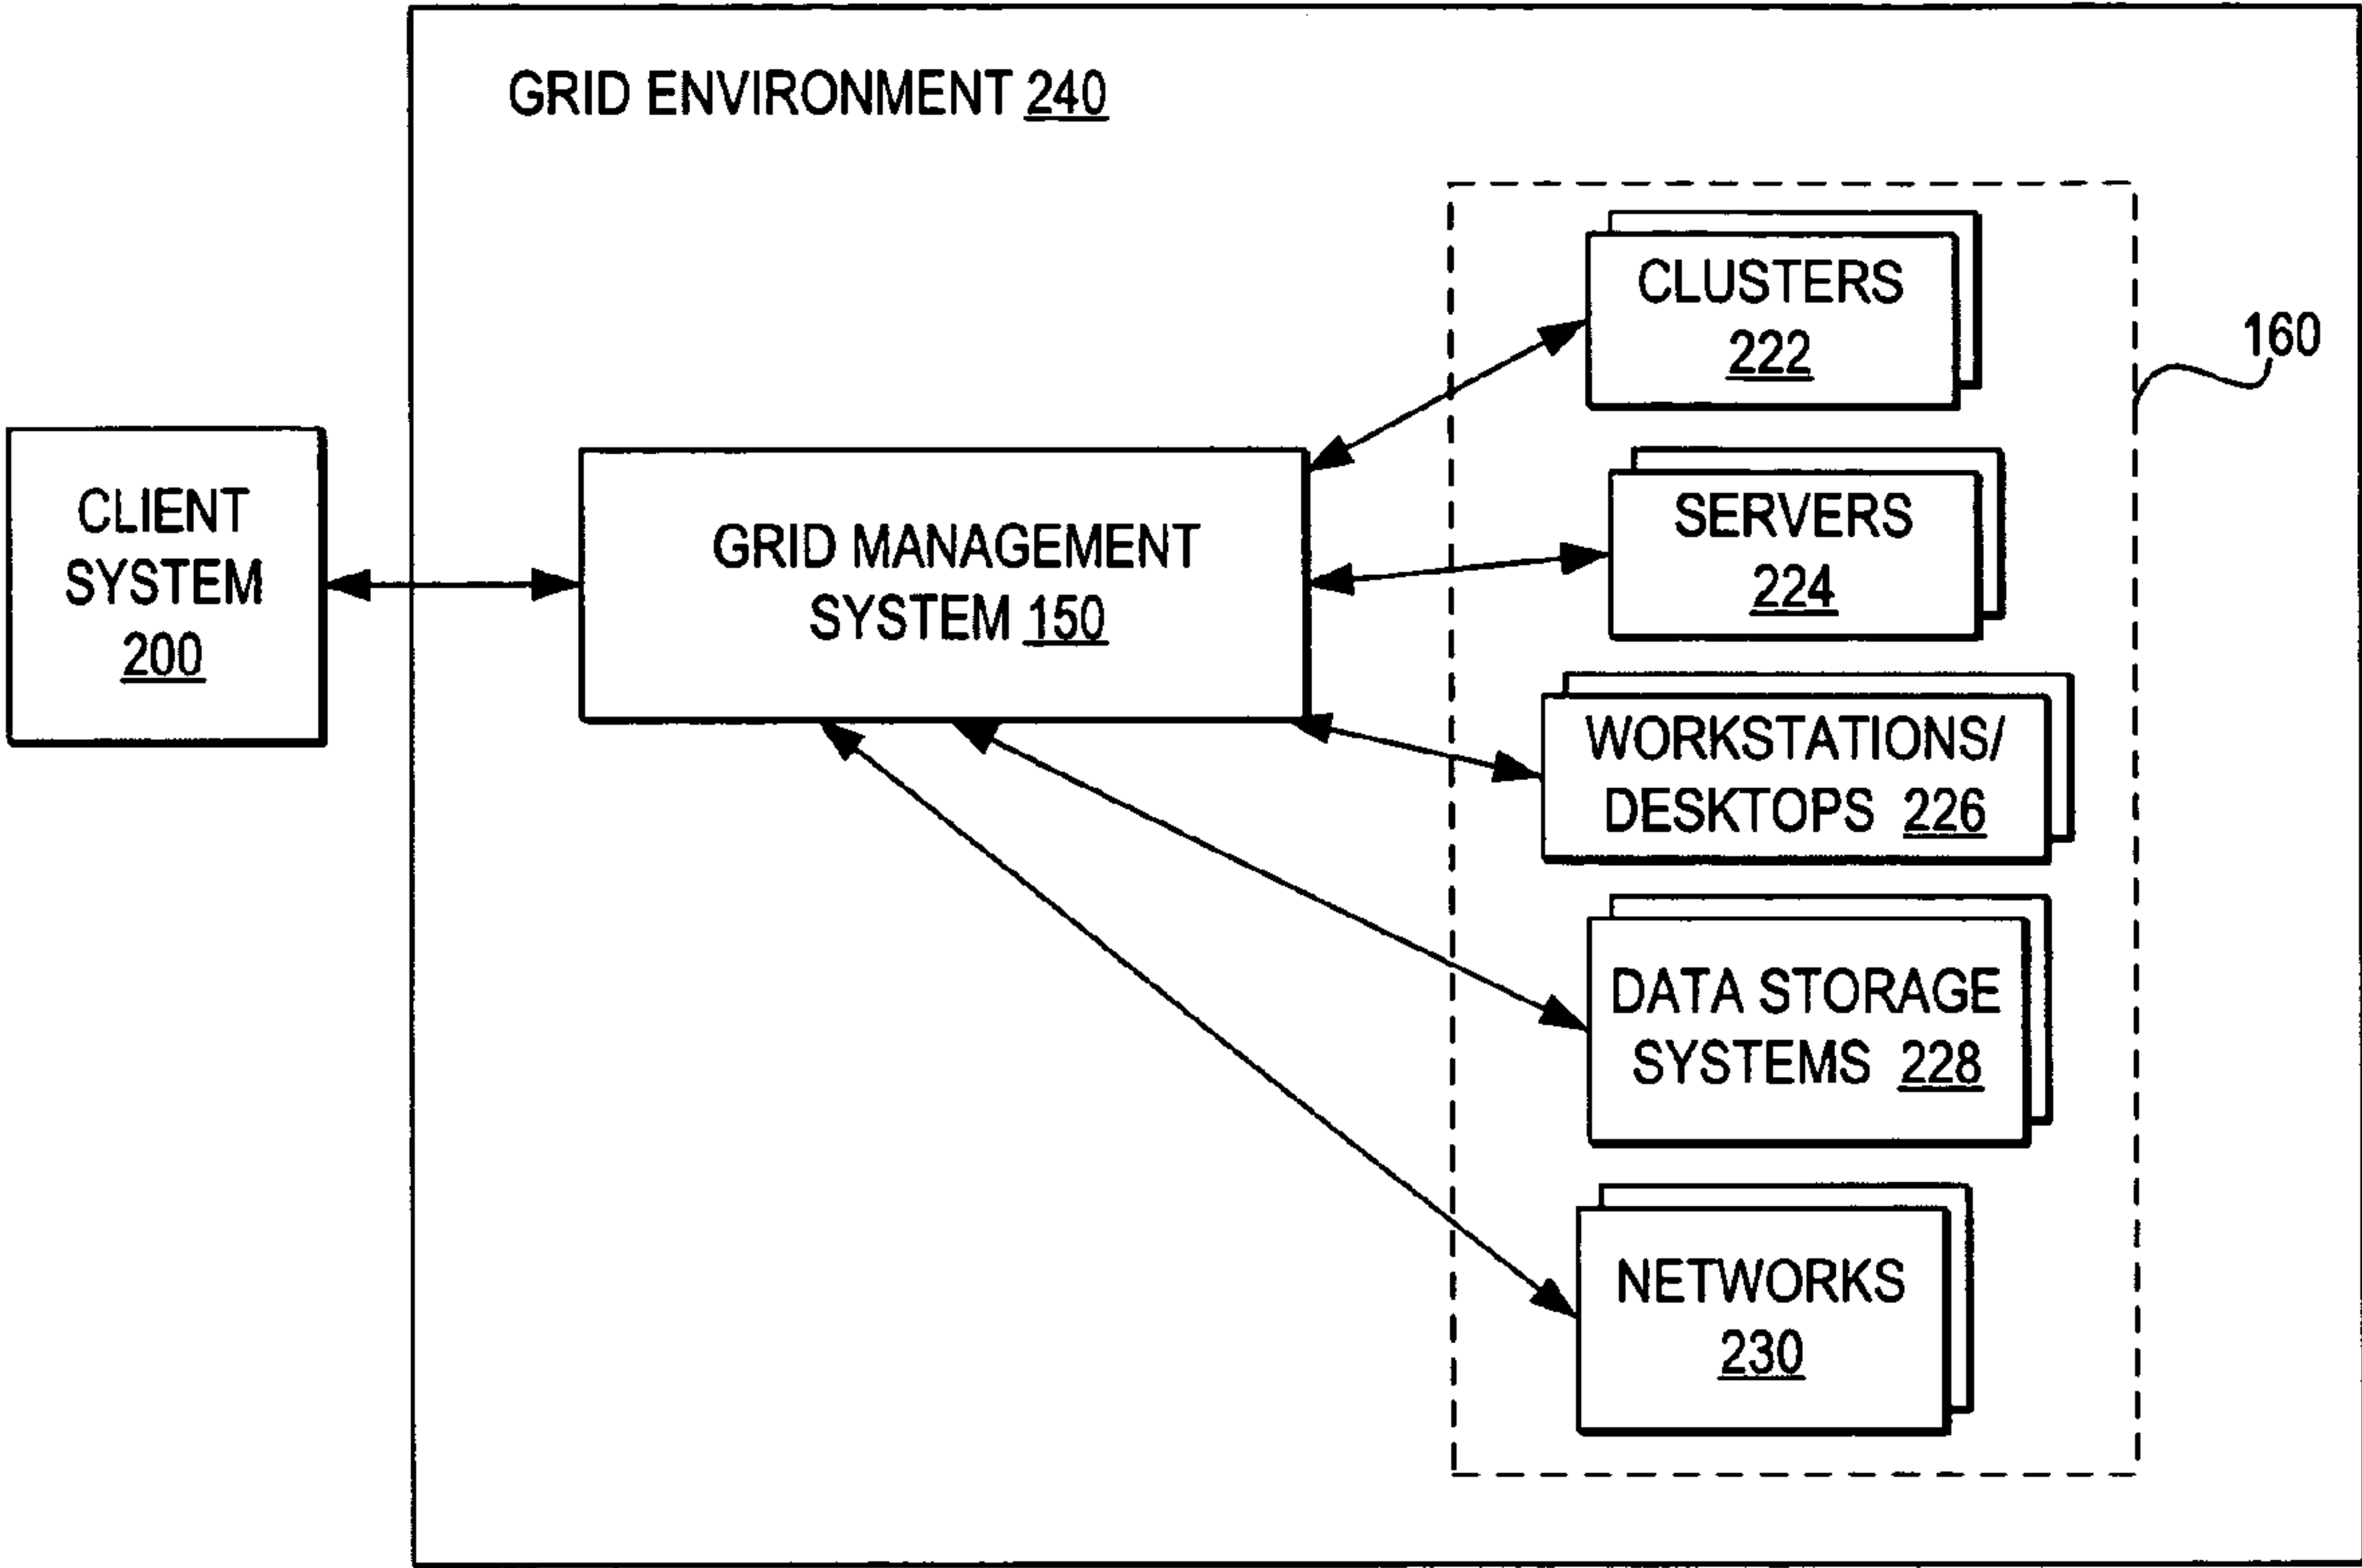 GRID ENVIRONMENT 240
CLIENT
SYSTEM
200
GRID MANAGEMENT
SYSTEM 150
CLUSTERS
222
160
SERVERS
224
WORKSTATIONS/
DESKTOPS 226
DATA STORAGE
SYSTEMS 228
NETWORKS
230